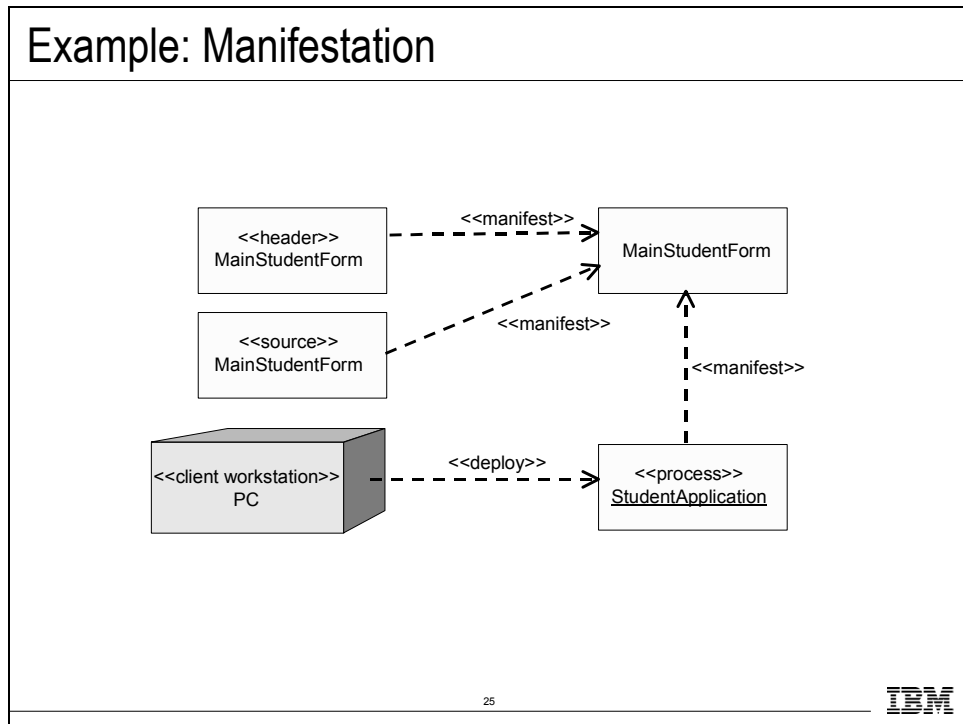 Example: Manifestation
<<header>>
MainStudentForm
<<manifest>>
MainStudentForm
<<source>>
MainStudentForm
<<manifest>>
<<manifest>>
<<client workstation>>
PC
<<deploy>>
<<process>>
StudentApplication
25
IBM